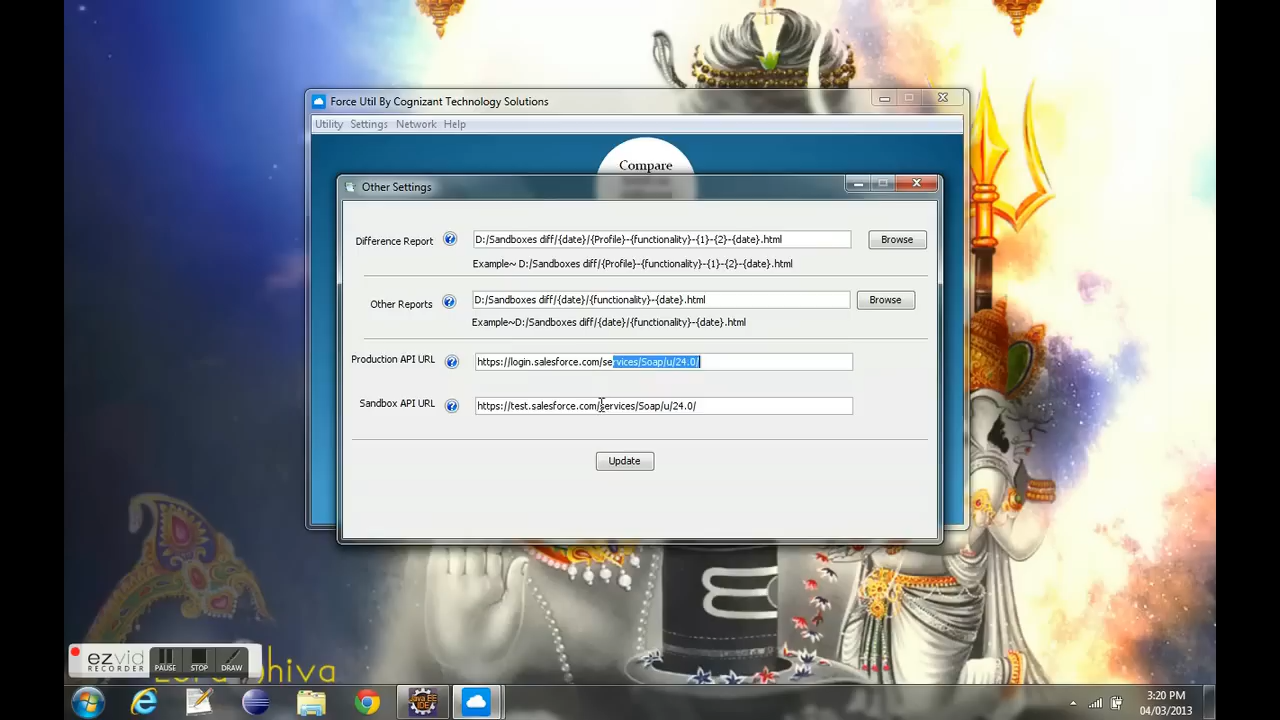 Force Util By Cognizant Technology Solutions
Utility Settings Network Help
Compare
Other Settings
Difference Report
D:/Sandboxes diff/{date}/{Profile}-{functionality}-{1}-{2}-{date}.html
Browse
Example~ D:/Sandboxes diff/{Profile}-{functionality}-{1}-{2}-{date}.html
Other Reports
D:/Sandboxes diff/{date}/{functionality}-{date}.html
Browse
Example~D:/Sandboxes diff/{date}/{functionality}-{date}.html
Production API URL
https://login.salesforce.com/services/Soap/u/24.0/
Sandbox API URL
https://test.salesforce.com/services/Soap/u/24.0/
Update
ezvid
RECORDER
PAUSE STOP DRAW
Java EE
IDE
3:20 PM
04/03/2013